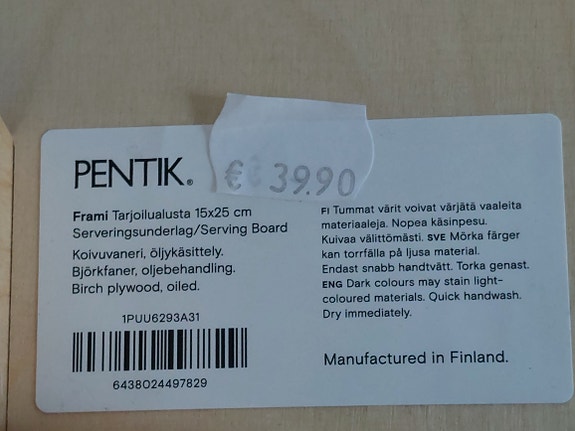 € 39.90
PENTIK®
Frami Tarjoilualusta 15x25 cm
Serveringsunderlag/Serving Board
Koivuvaneri, öljykäsittely.
Björkfaner, oljebehandling.
Birch plywood, oiled.
1PUU6293A31
6438024497829
FI Tummat värit voivat värjätä vaaleita
materiaaleja. Nopea käsinpesu.
Kuivaa välittömästi. SVE Mörka färger
kan torrfälla på ljusa material.
Endast snabb handtvätt. Torka genast.
ENG Dark colours may stain light-
coloured materials. Quick handwash.
Dry immediately.
Manufactured in Finland.